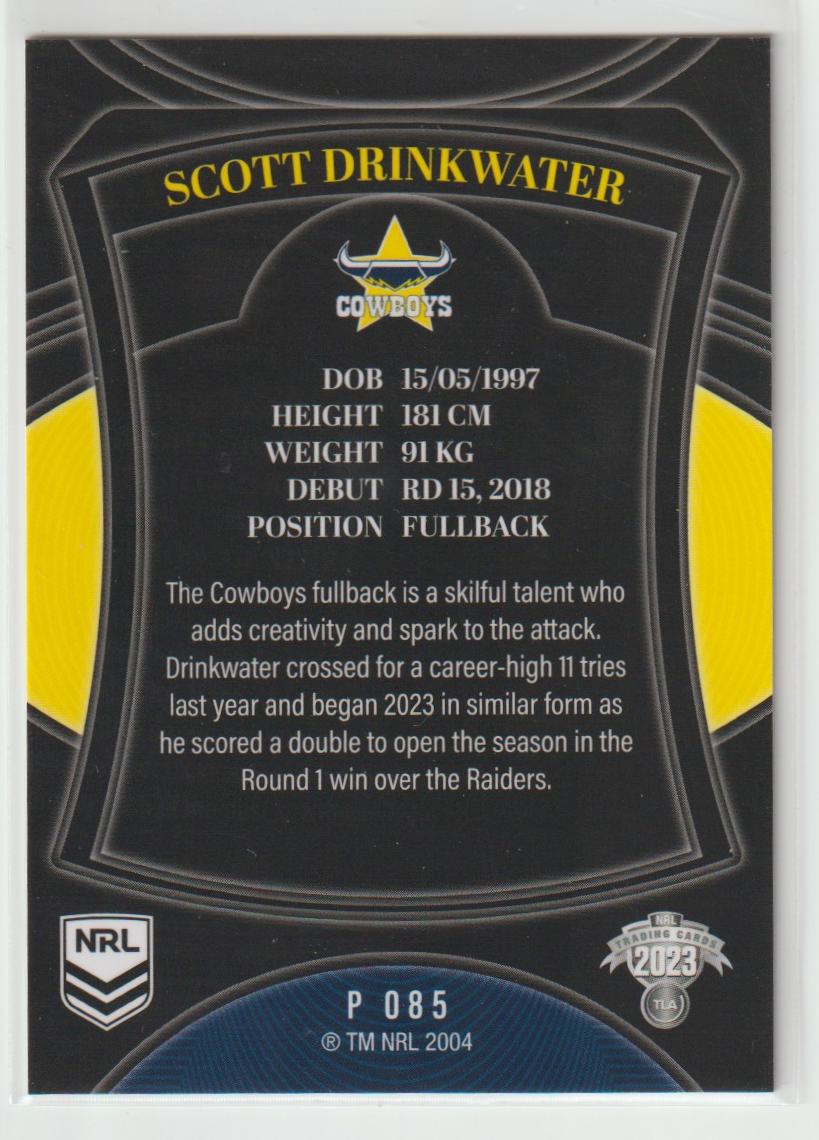 SCOTT DRINKWATER
COWBOYS
DOB 15/05/1997
HEIGHT 181 CM
WEIGHT 91 KG
DEBUT RD 15, 2018
POSITION FULLBACK
The Cowboys fullback is a skilful talent who
adds creativity and spark to the attack.
Drinkwater crossed for a career-high 11 tries
last year and began 2023 in similar form as
he scored a double to open the season in the
Round 1 win over the Raiders.
NRL
NRL
TRADING CARDS
2023
TLA
P 085
® TM NRL 2004